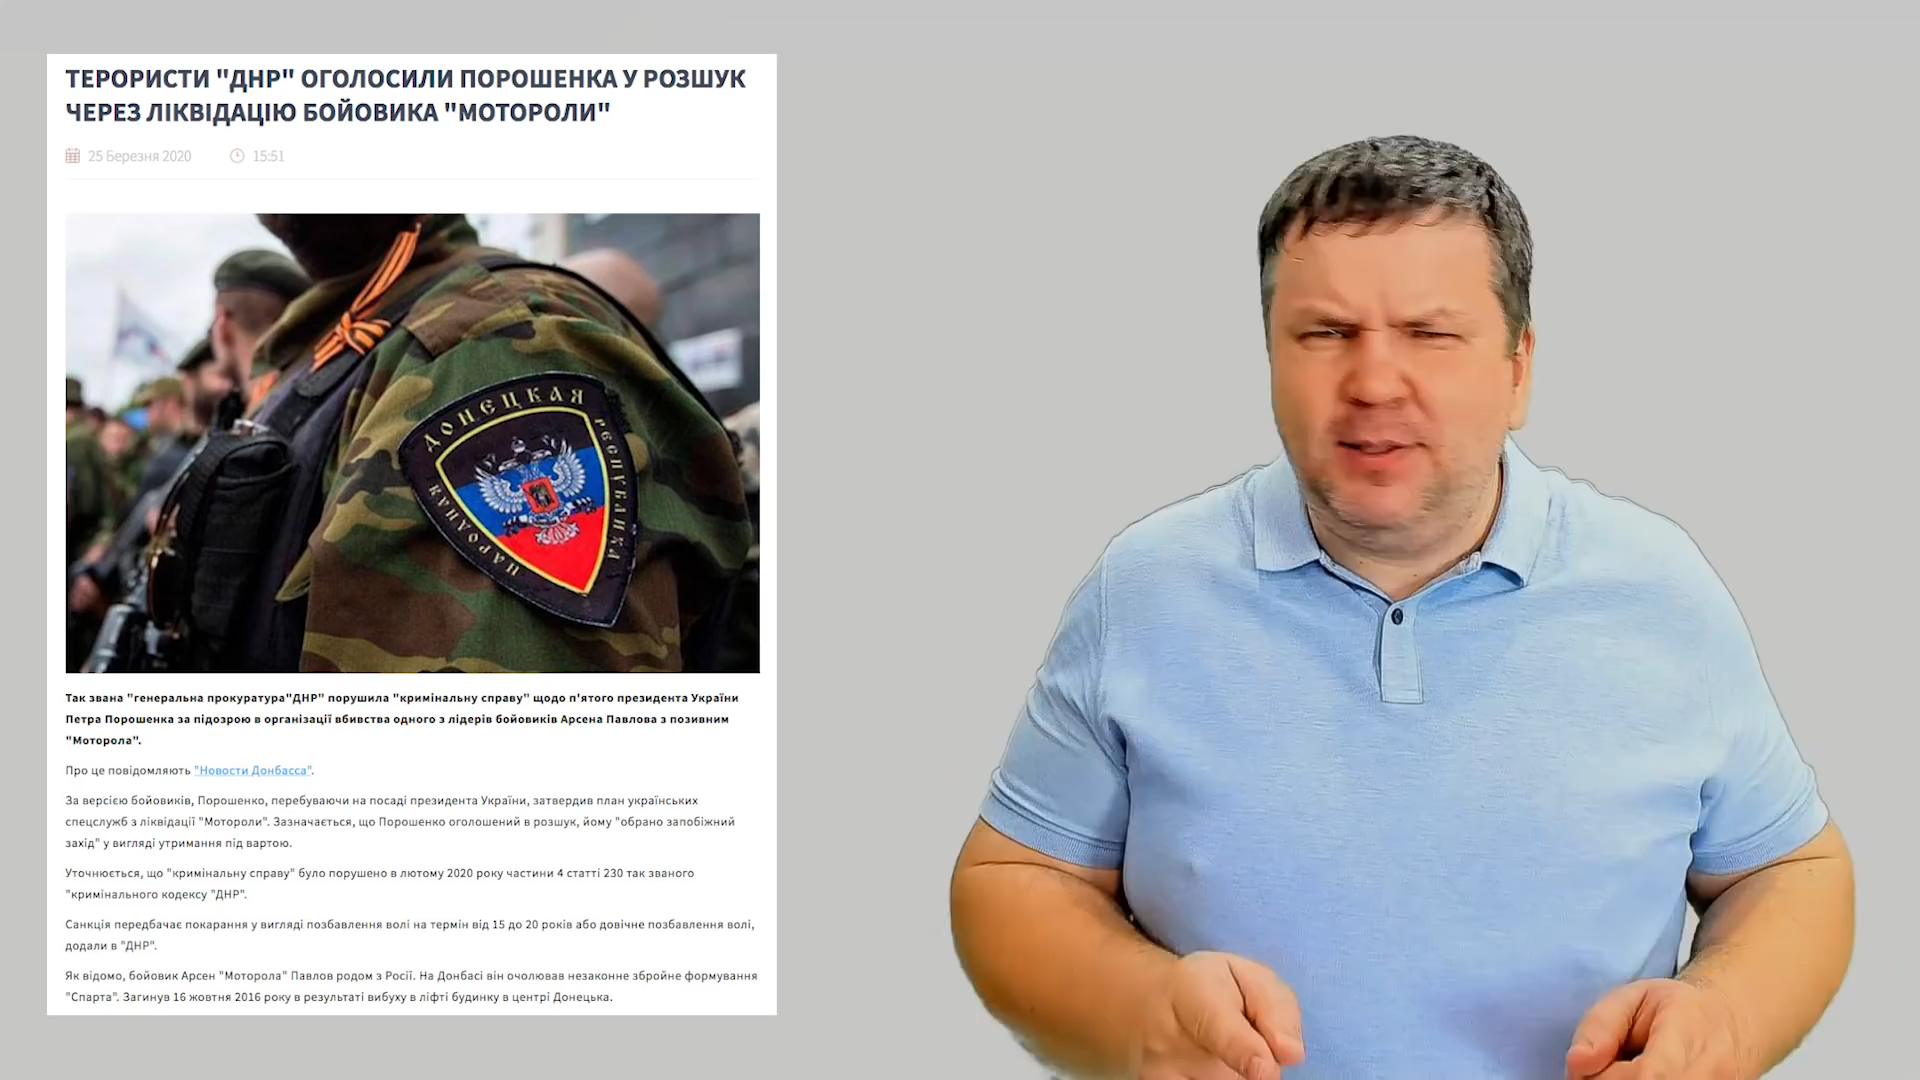 ТЕРОРИСТИ "ДНР" ОГОЛОСИЛИ ПОРОШЕНКА У РОЗШУК
ЧЕРЕЗ ЛІКВІДАЦІЮ БОЙОВИКА "МОТОРОЛИ"
25 Березня 2020 15:51
ДОНЕЦКАЯ
НАРОДНАЯ
РЕСПУБЛИКА
Так звана "генеральна прокуратура"ДНР" порушила "кримінальну справу" щодо п'ятого президента України
Петра Порошенка за підозрою в організації вбивства одного з лідерів бойовиків Арсена Павлова з позивним
"Моторола".
Про це повідомляють "Новости Донбасса".
За версією бойовиків, Порошенко, перебуваючи на посаді президента України, затвердив план українських
спецслужб з ліквідації "Мотороли". Зазначається, що Порошенко оголошений в розшук, йому "обрано запобіжний
захід" у вигляді утримання під вартою.
Уточнюється, що "кримінальну справу" було порушено в лютому 2020 року частини 4 статті 230 так званого
"кримінального кодексу "ДНР".
Санкція передбачає покарання у вигляді позбавлення волі на термін від 15 до 20 років або довічне позбавлення волі,
додали в "ДНР".
Як відомо, бойовик Арсен "Моторола" Павлов родом з Росії. На Донбасі він очолював незаконне збройне формування
"Спарта". Загинув 16 жовтня 2016 року в результаті вибуху в ліфті будинку в центрі Донецька.